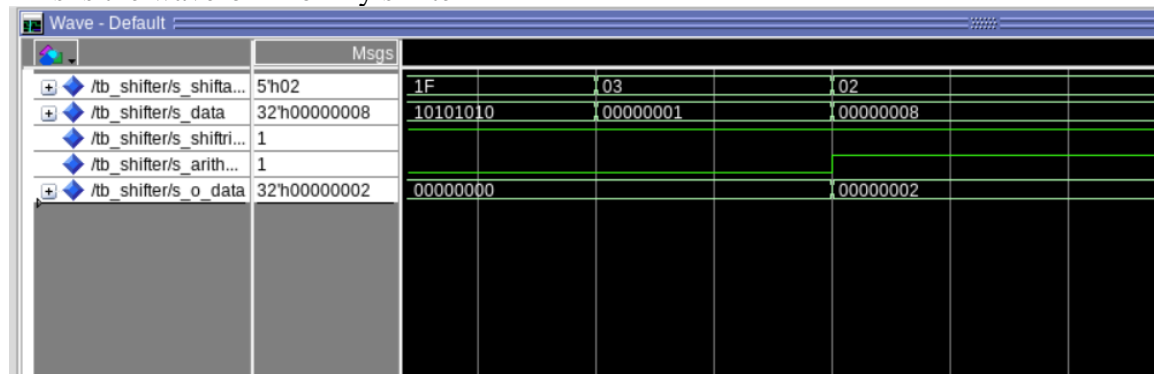 Wave - Default
Msgs
/tb_shifter/s_shifta... 5'h02 1F 03 02
/tb_shifter/s_data 32'h00000008 10101010 00000001 00000008
/tb_shifter/s_shiftri... 1
/tb_shifter/s_arith... 1
/tb_shifter/s_o_data 32'h00000002 00000000 00000002